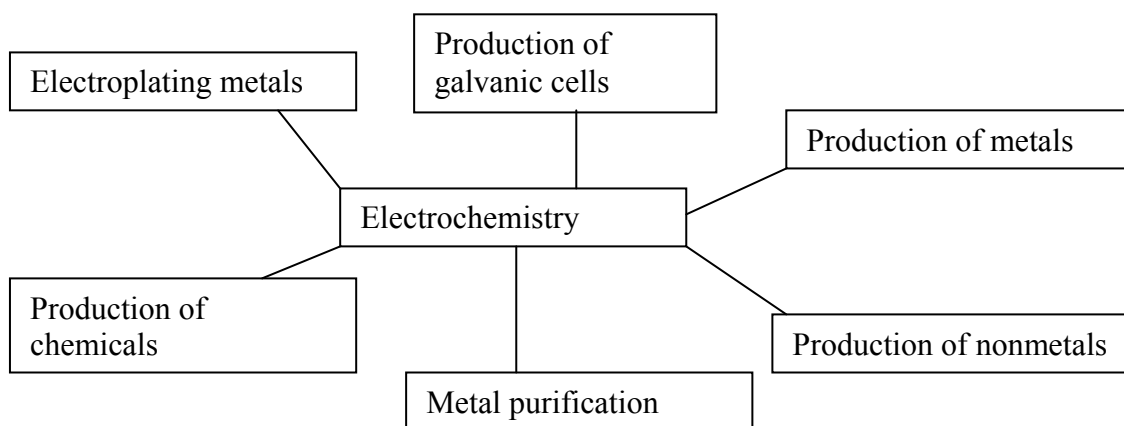 Production of
galvanic cells
Electroplating metals
Production of metals
Electrochemistry
Production of
chemicals
Production of nonmetals
Metal purification